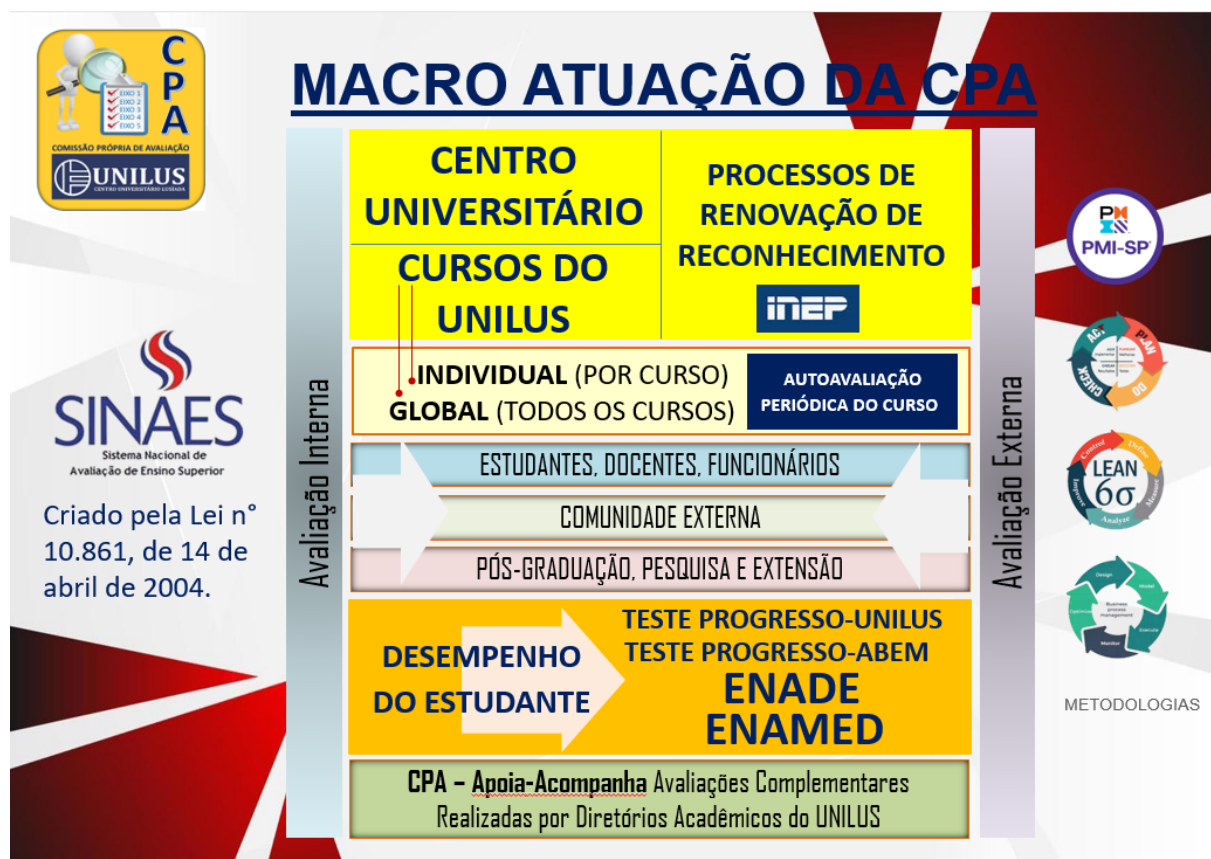 CPA
EIXO 1
EIXO 2
EIXO 3
EIXO 4
EIXO 5
COMISSÃO PRÓPRIA DE AVALIAÇÃO
UNILUS
CENTRO UNIVERSITÁRIO LUSÍADA
MACRO ATUAÇÃO DA CPA
Avaliação Interna
CENTRO
UNIVERSITÁRIO
CURSOS DO
UNILUS
PROCESSOS DE
RENOVAÇÃO DE
RECONHECIMENTO
inep
INDIVIDUAL (POR CURSO)
GLOBAL (TODOS OS CURSOS)
AUTOAVALIAÇÃO
PERIÓDICA DO CURSO
ESTUDANTES, DOCENTES, FUNCIONÁRIOS
COMUNIDADE EXTERNA
PÓS-GRADUAÇÃO, PESQUISA E EXTENSÃO
DESEMPENHO
DO ESTUDANTE
TESTE PROGRESSO-UNILUS
TESTE PROGRESSO-ABEM
ENADE
ENAMED
CPA – Apoia-Acompanha Avaliações Complementares
Realizadas por Diretórios Acadêmicos do UNILUS
Avaliação Externa
SINAES
Sistema Nacional de
Avaliação de Ensino Superior
Criado pela Lei n°
10.861, de 14 de
abril de 2004.
PMI-SP
ACT
PLAN
DO
CHECK
LEAN
6σ
Control
Define
Measure
Analyze
Improve
Design
Model
Execute
Monitor
Optimize
Business
process
management
METODOLOGIAS